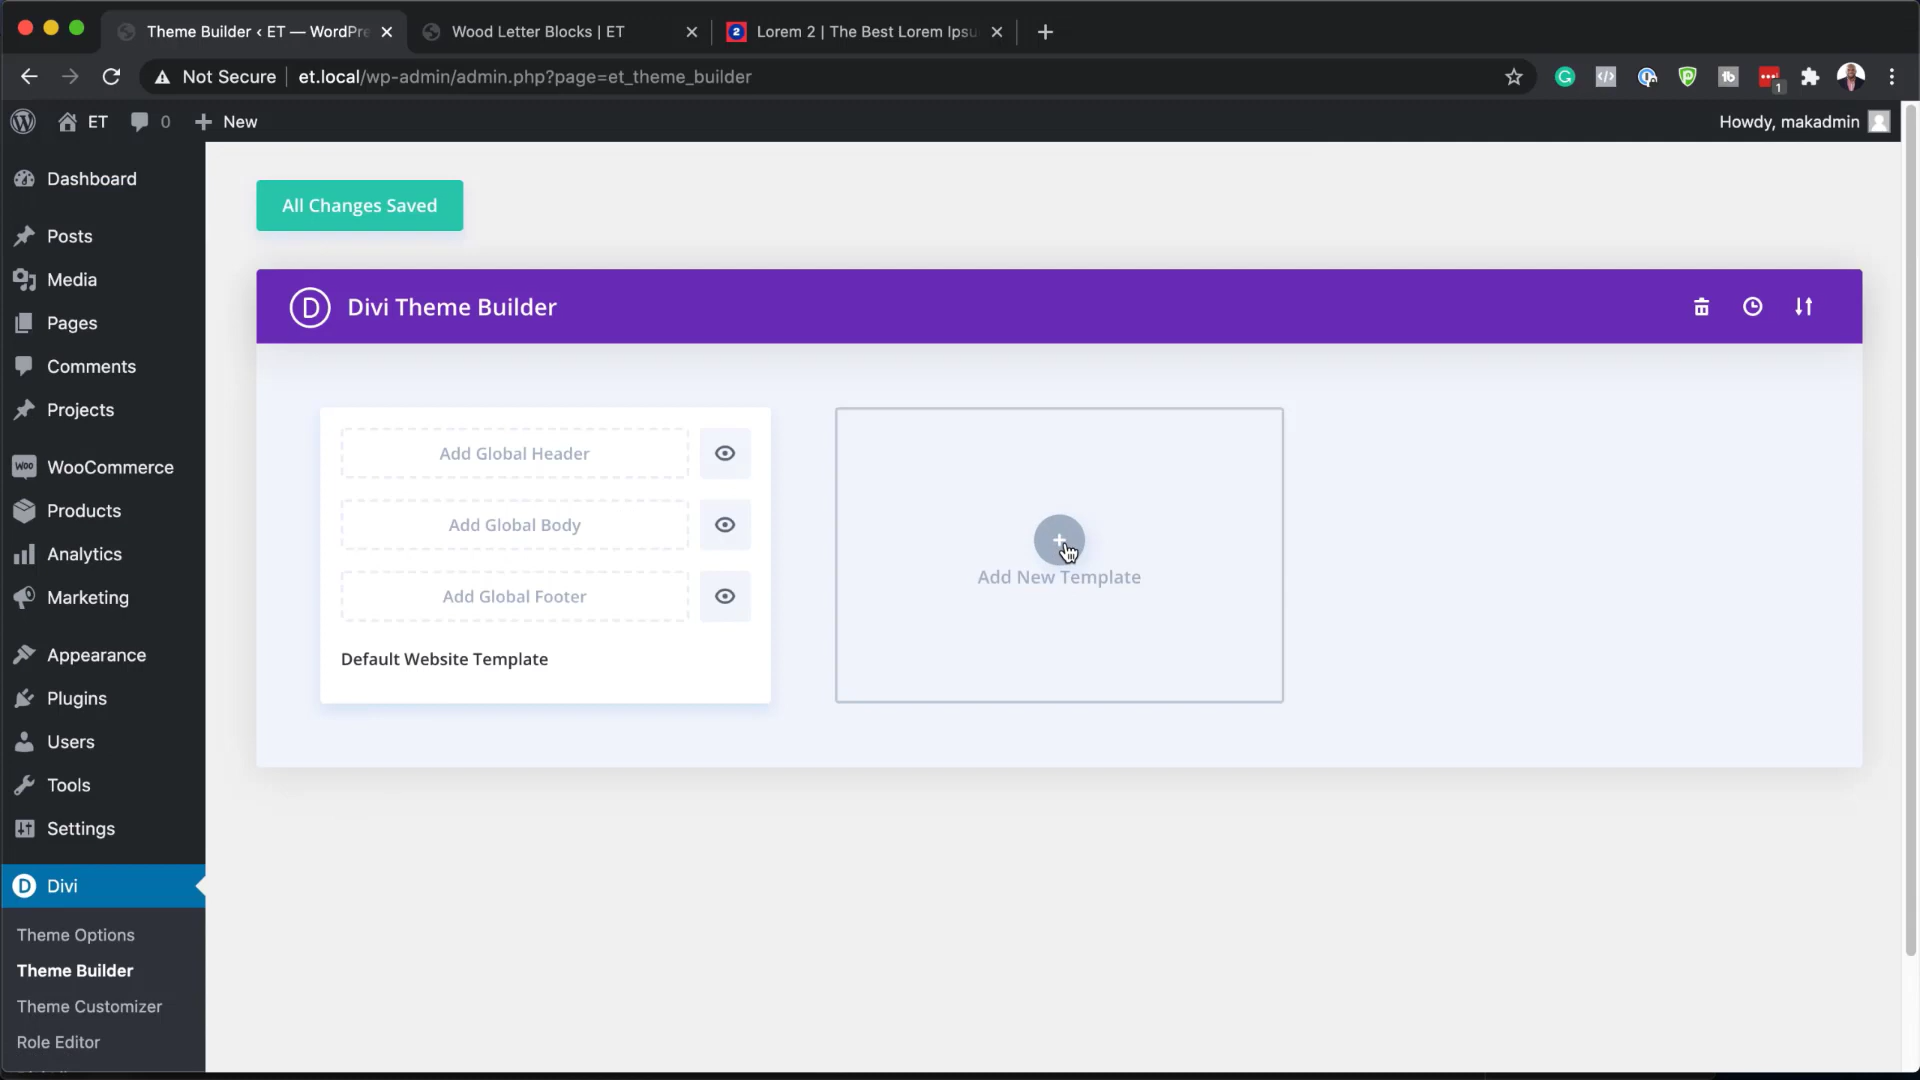 Theme Builder ‹ ET — WordPre
Wood Letter Blocks | ET
Lorem 2 | The Best Lorem Ipsu
Not Secure
et.local/wp-admin/admin.php?page=et_theme_builder
1
ET
0
New
Howdy, makadmin
Dashboard
Posts
Media
Pages
Comments
Projects
WooCommerce
Products
Analytics
Marketing
Appearance
Plugins
Users
Tools
Settings
Divi
Theme Options
Theme Builder
Theme Customizer
Role Editor
All Changes Saved
Divi Theme Builder
Add Global Header
Add Global Body
Add Global Footer
Default Website Template
Add New Template